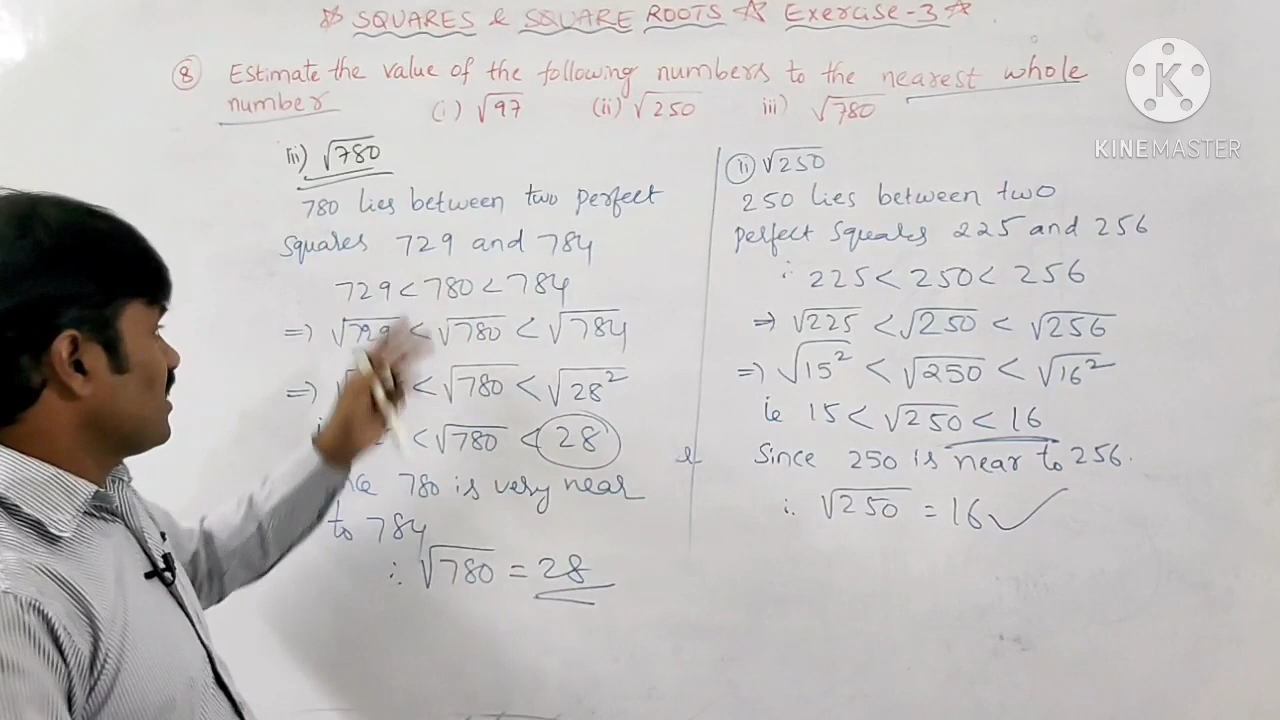 ☆ SQUARES & SQUARE ROOTS ☆ Exercise-3 ☆
⑧ Estimate the value of the following numbers to the nearest whole
number (i) √97 (ii) √250 iii) √780
iii) √780
780 lies between two perfect
squares 729 and 784
729 < 780 < 784
⇒ √729 < √780 < √784
⇒ < √780 < √28²
< √780 < 28
780 is very near
to 784
∴ √780 = 28
ii √250
250 lies between two
perfect squares 225 and 256
∴ 225 < 250 < 256
⇒ √225 < √250 < √256
⇒ √15² < √250 < √16²
ie 15 < √250 < 16
Since 250 is near to 256.
∴ √250 = 16 ✓
K
KINEMASTER